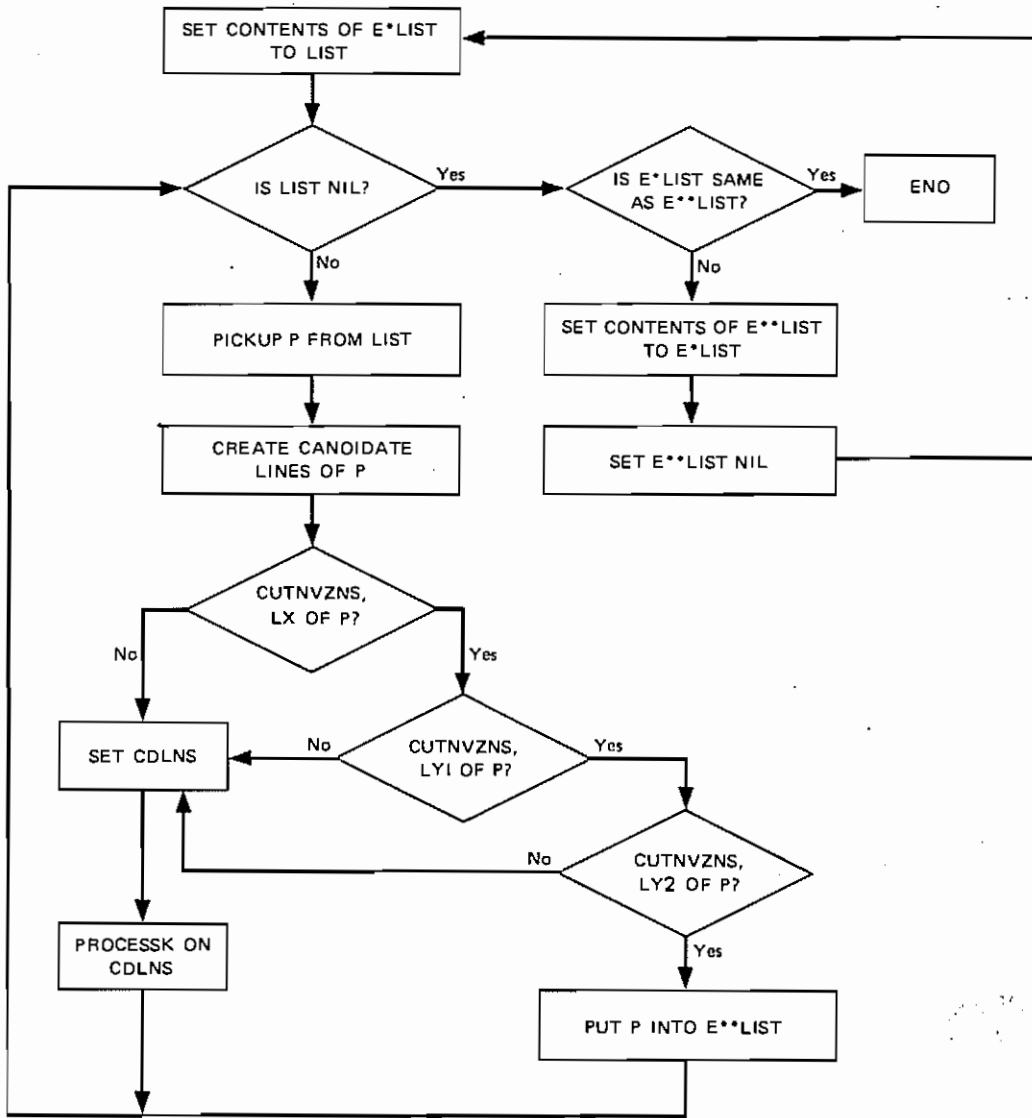 SET CONTENTS OF E*LIST
TO LIST
IS LIST NIL?
Yes
IS E*LIST SAME
AS E**LIST?
Yes
ENO
No
No
PICKUP P FROM LIST
SET CONTENTS OF E**LIST
TO E*LIST
CREATE CANOIDATE
LINES OF P
SET E**LIST NIL
CUTNVZNS,
LX OF P?
No
Yes
SET CDLNS
No
CUTNVZNS,
LY1 OF P?
Yes
No
CUTNVZNS,
LY2 OF P?
PROCESSK ON
CDLNS
Yes
PUT P INTO E**LIST